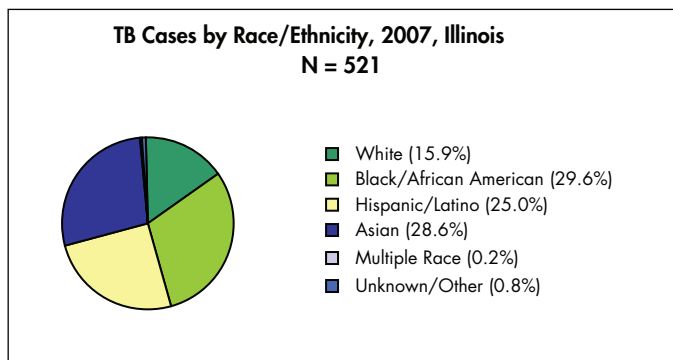 TB Cases by Race/Ethnicity, 2007, Illinois
N = 521
White (15.9%)
Black/African American (29.6%)
Hispanic/Latino (25.0%)
Asian (28.6%)
Multiple Race (0.2%)
Unknown/Other (0.8%)